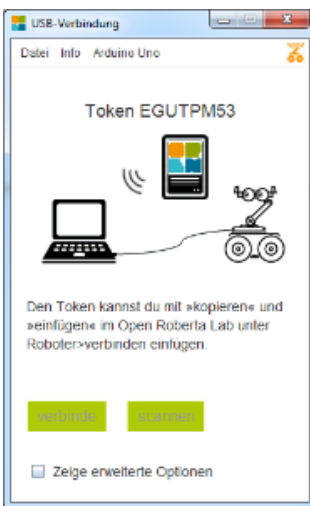 USB-Verbindung
Datei Info Arduino Uno
Token EGUTPM53
Den Token kannst du mit »kopieren« und
»einfügen« im Open Roberta Lab unter
Roboter>verbinden einfügen.
verbinde scannen
Zeige erweiterte Optionen